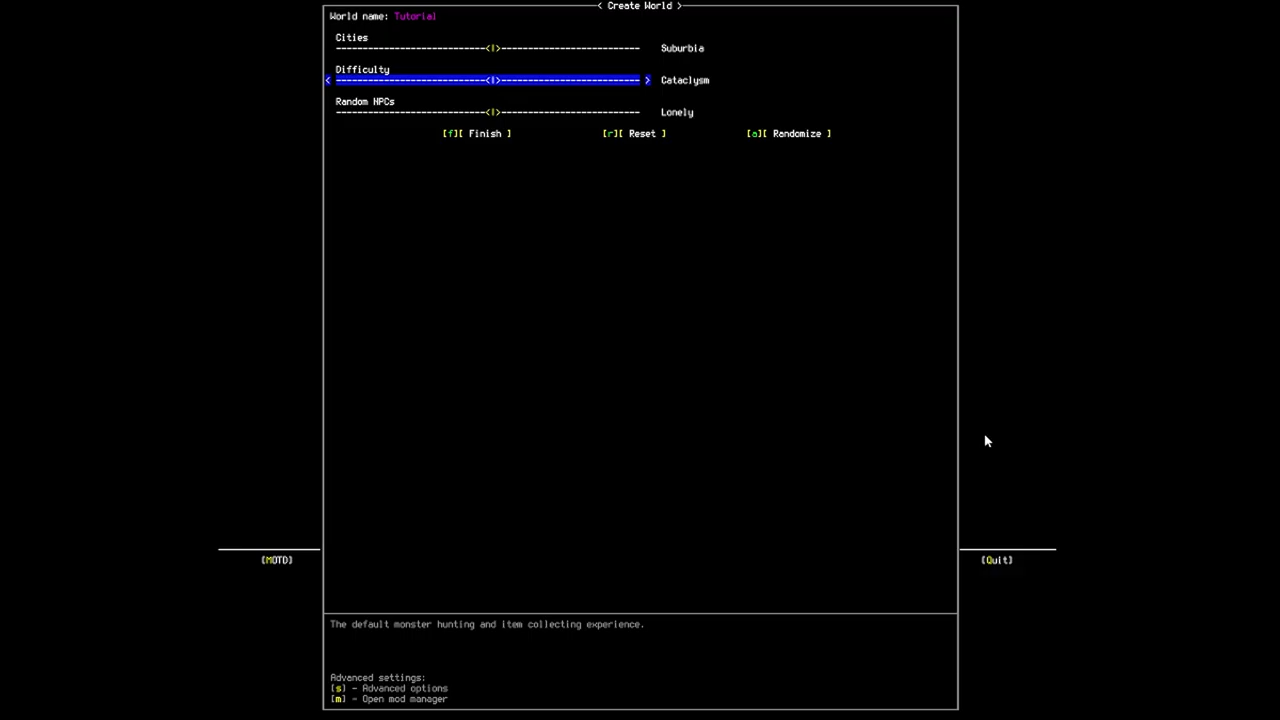 < Create World >
World name: Tutorial
Cities
Suburbia
Difficulty
< > Cataclysm
Random NPCs
Lonely
[f][ Finish ] [r][ Reset ] [a][ Randomize ]
[MOTD] [Quit]
The default monster hunting and item collecting experience.
Advanced settings:
[s] - Advanced options
[m] - Open mod manager